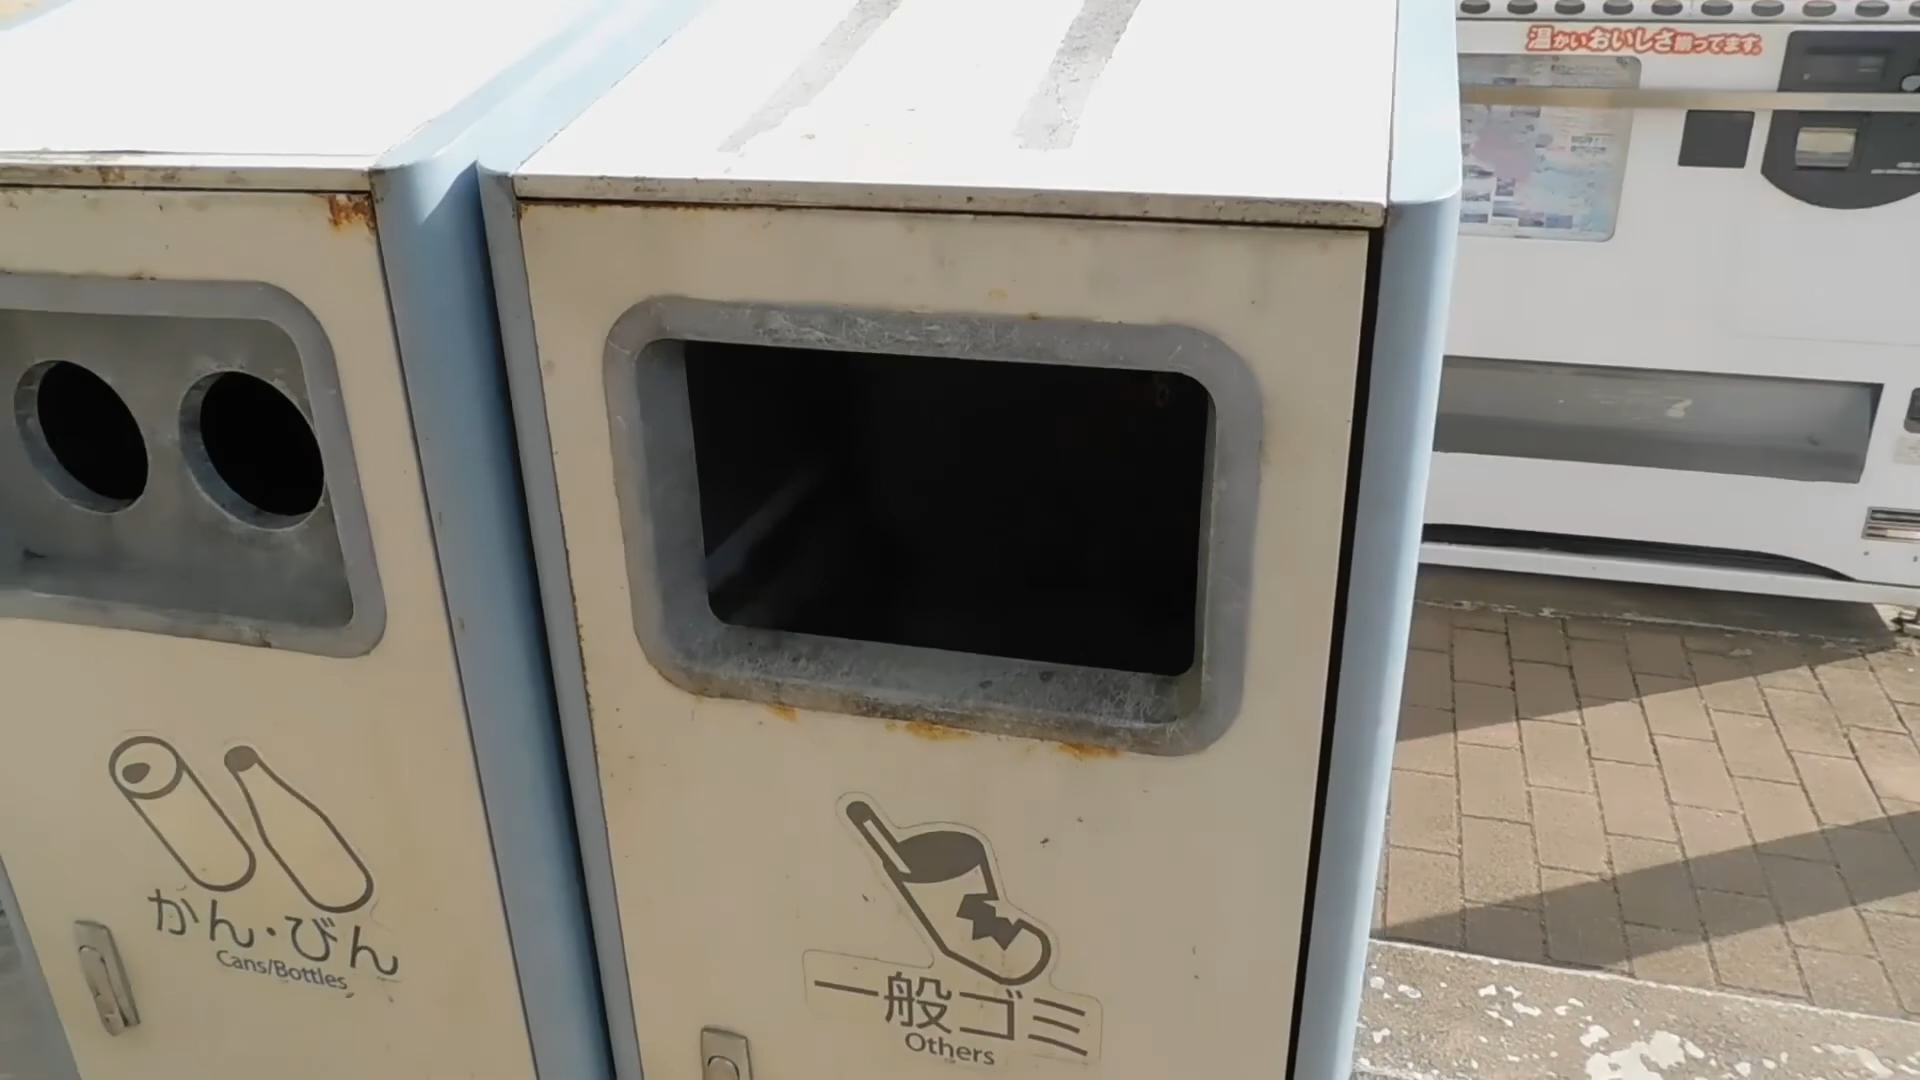 温かいおいしさ揃ってます。
かん・びん
Cans/Bottles
一般ゴミ
Others